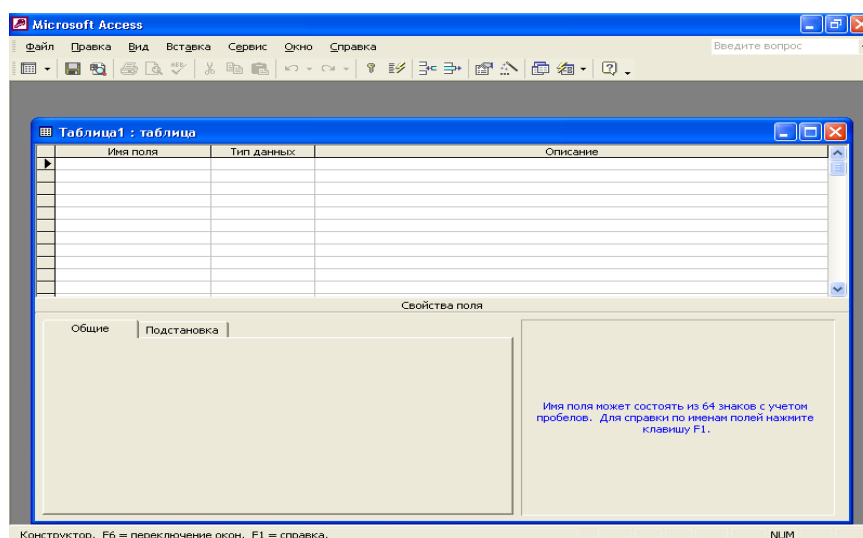 Microsoft Access
Файл Правка Вид Вставка Сервис Окно Справка Введите вопрос
Таблица1 : таблица
Имя поля Тип данных Описание
Свойства поля
Общие Подстановка
Имя поля может состоять из 64 знаков с учетом
пробелов. Для справки по именам полей нажмите
клавишу F1.
Конструктор. F6 = переключение окон. F1 = справка. NUM